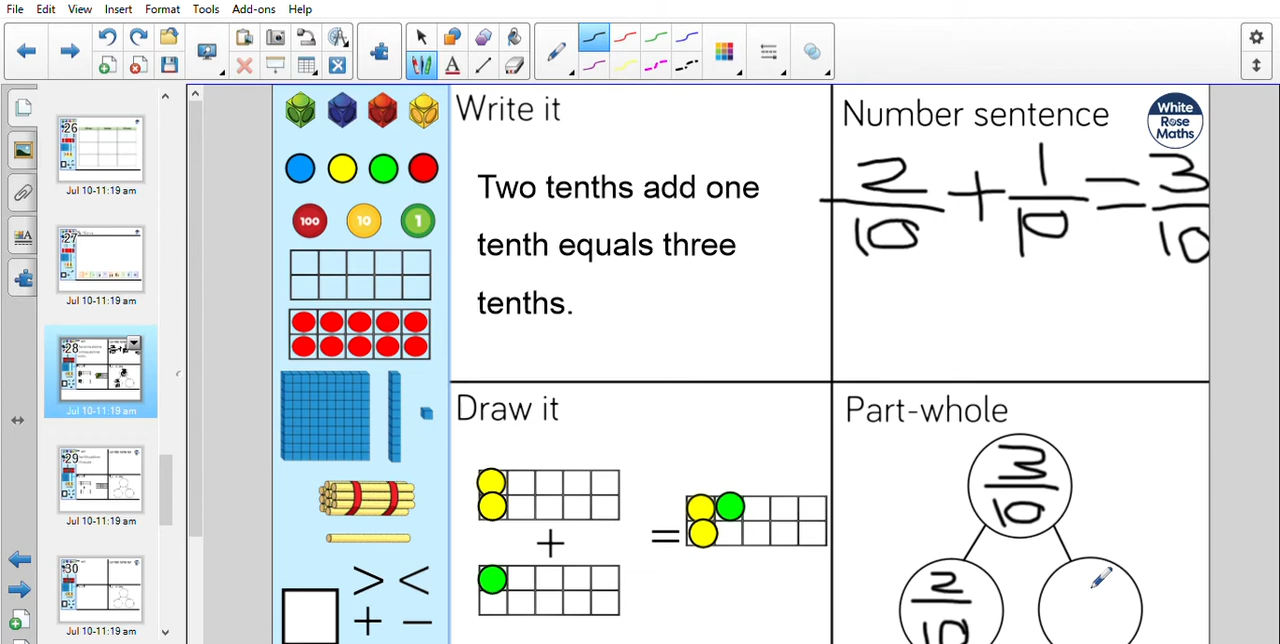 File Edit View Insert Format Tools Add-ons Help
26
Jul 10-11:19 am
27
Jul 10-11:19 am
28
Jul 10-11:19 am
29
Jul 10-11:19 am
30
Jul 10-11:19 am
100 10 1
> <
+ −
Write it
Two tenths add one
tenth equals three
tenths.
Number sentence
White
Rose
Maths
2/10 + 1/10 = 3/10
Draw it
+ =
Part-whole
3/10
2/10